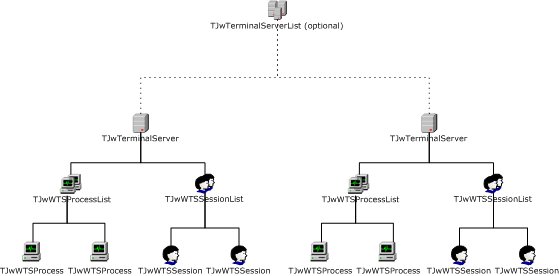 TJwTerminalServerList (optional)
TJwTerminalServer TJwTerminalServer
TJwWTSProcessList TJwWTSSessionList TJwWTSProcessList TJwWTSSessionList
TJwWTSProcess TJwWTSProcess TJwWTSSession TJwWTSSession TJwWTSProcess TJwWTSProcess TJwWTSSession TJwWTSSession